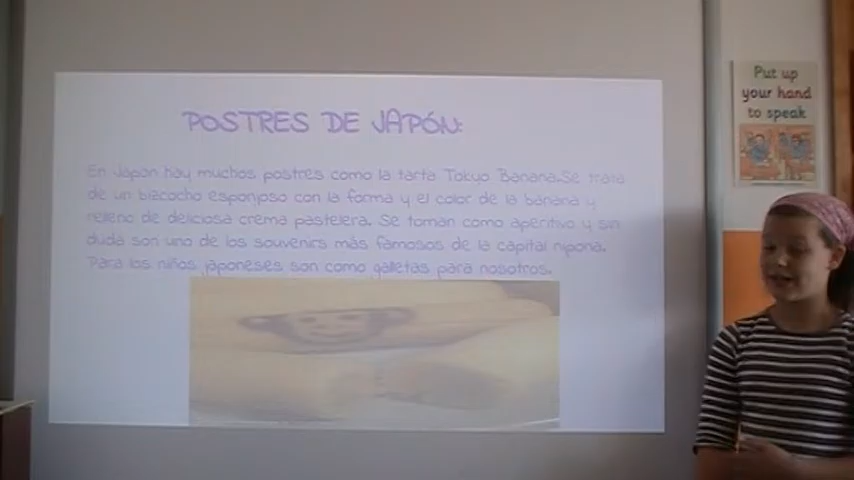 POSTRES DE JAPÓN:
En Japón hay muchos postres como la tarta Tokyo Banana.Se trata
de un bizcocho esponjoso con la forma y el color de la banana y
relleno de deliciosa crema pastelera. Se toman como aperitivo y sin
duda son uno de los souvenirs más famosos de la capital nipona.
Para los niños japoneses son como galletas para nosotros.
Put up
your hand
to speak